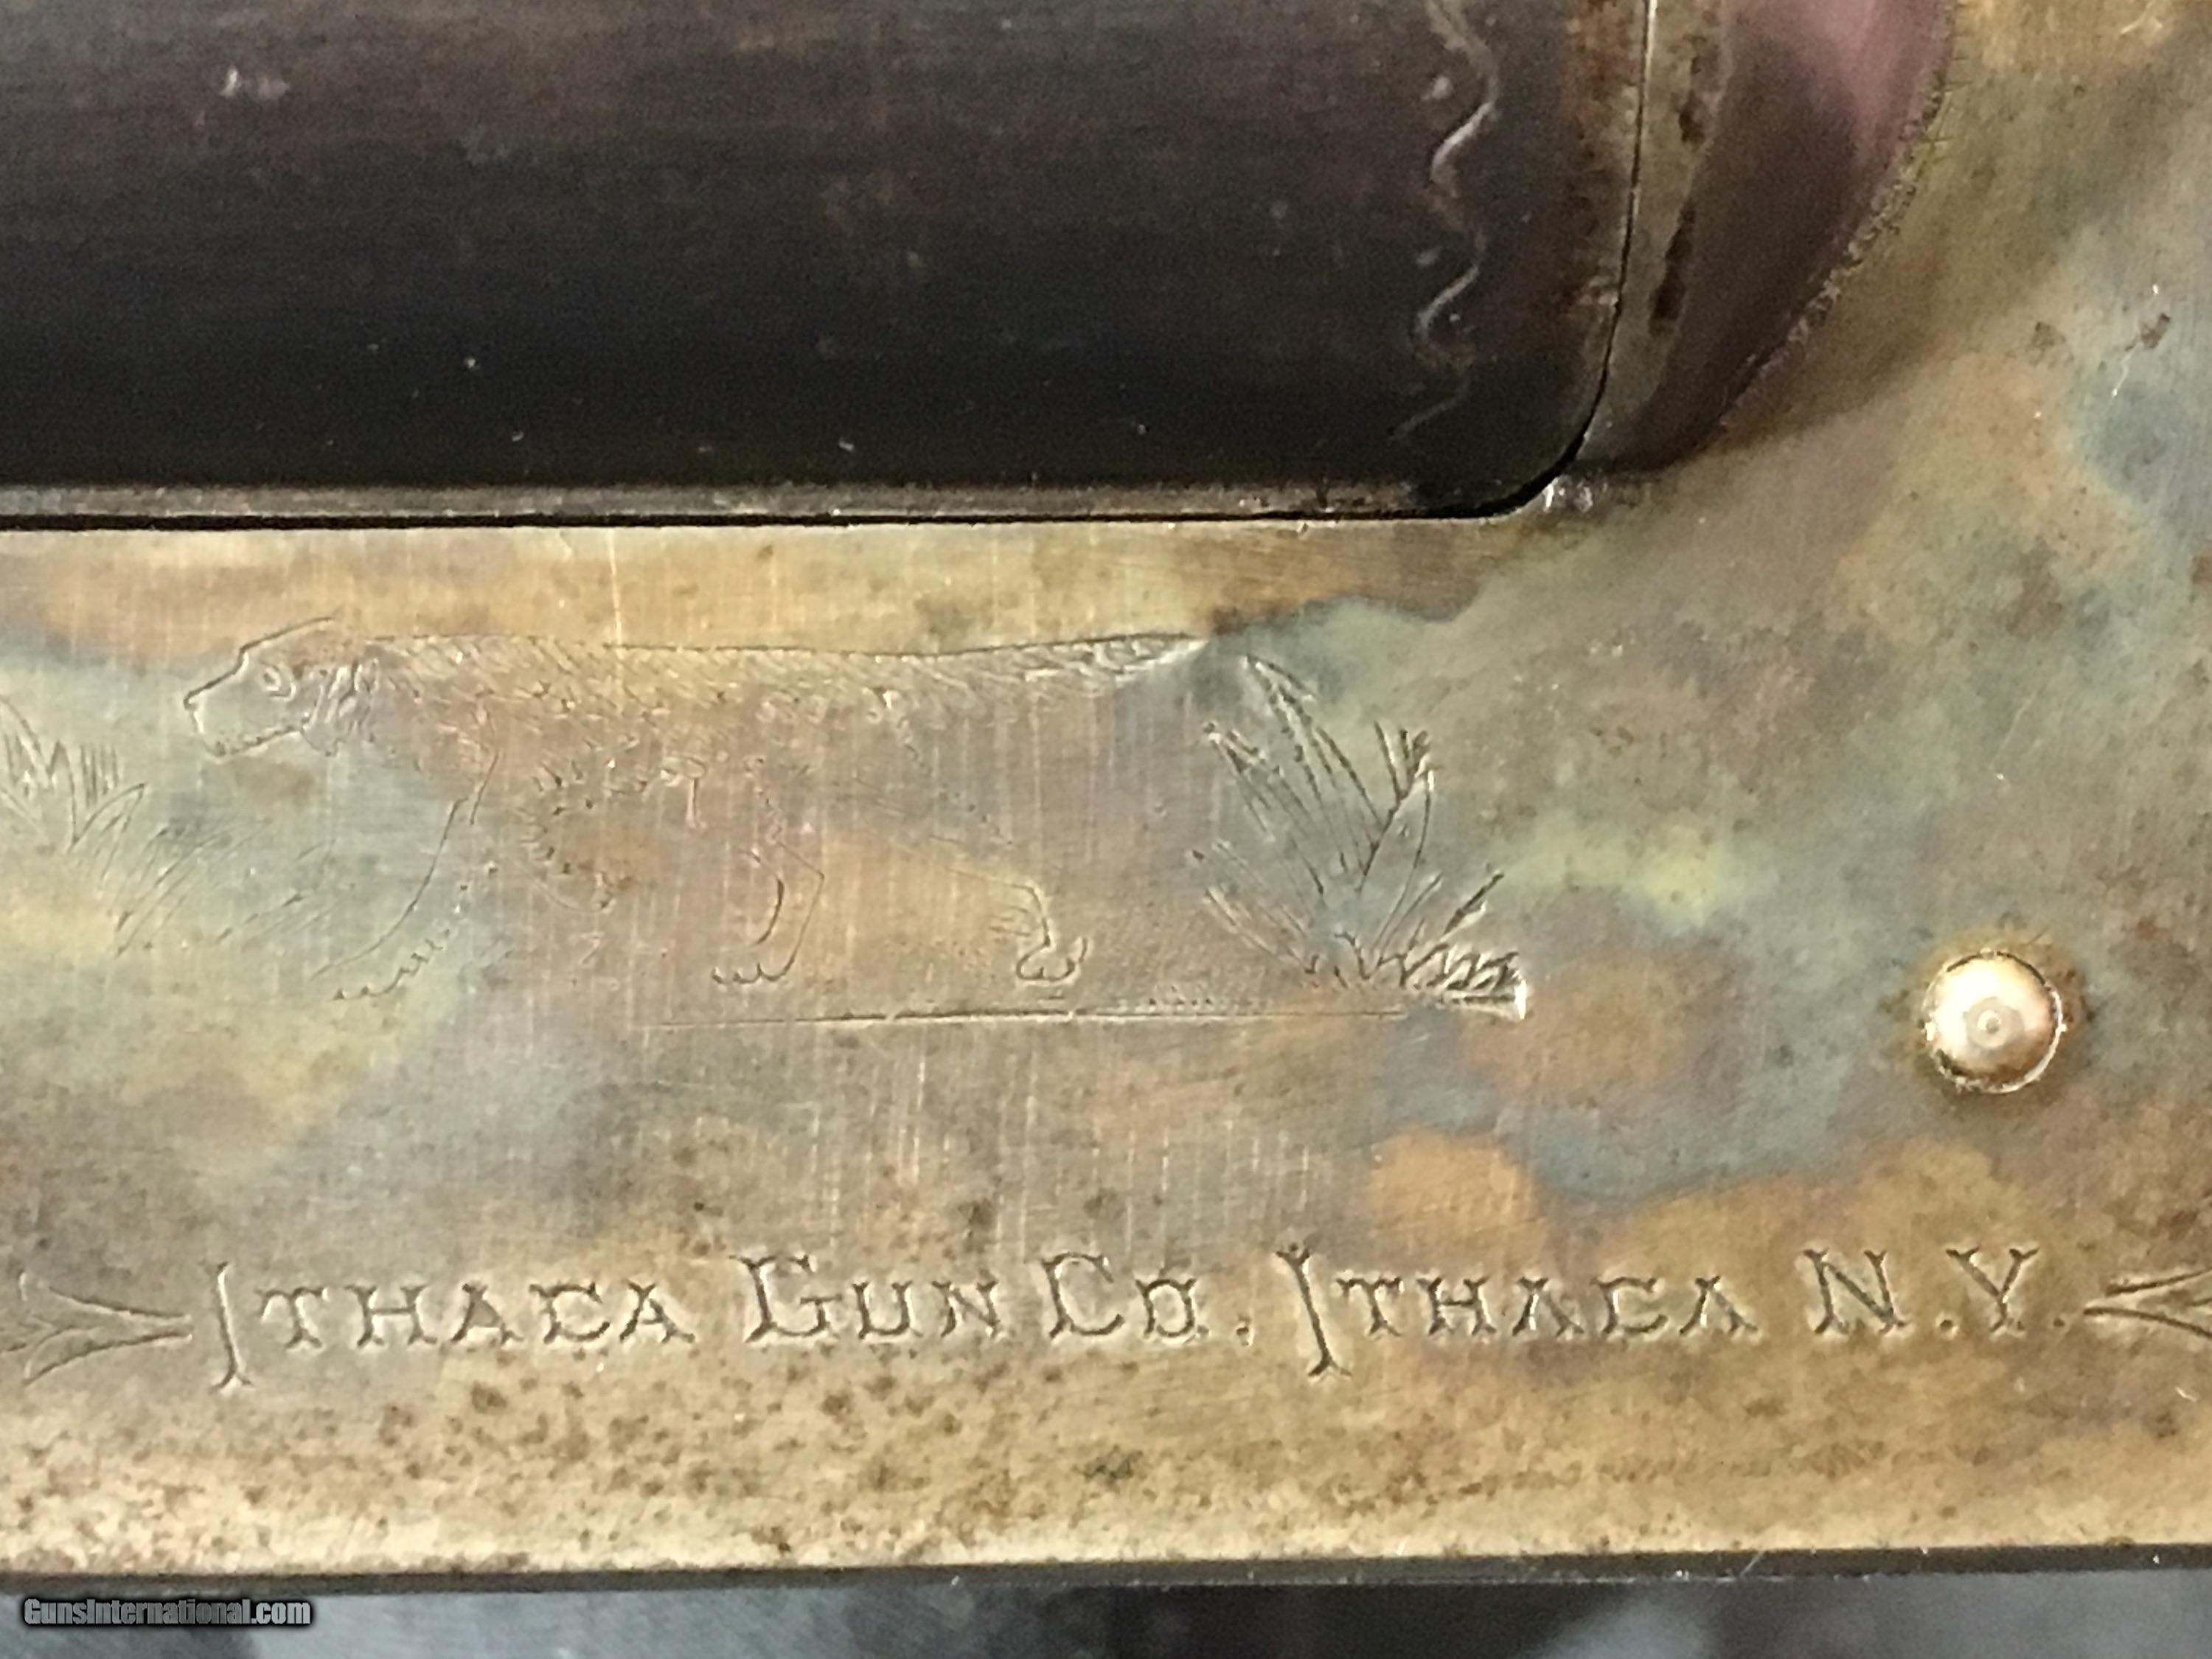 Ithaca Gun Co. Ithaca N.Y.
GunsInternational.com